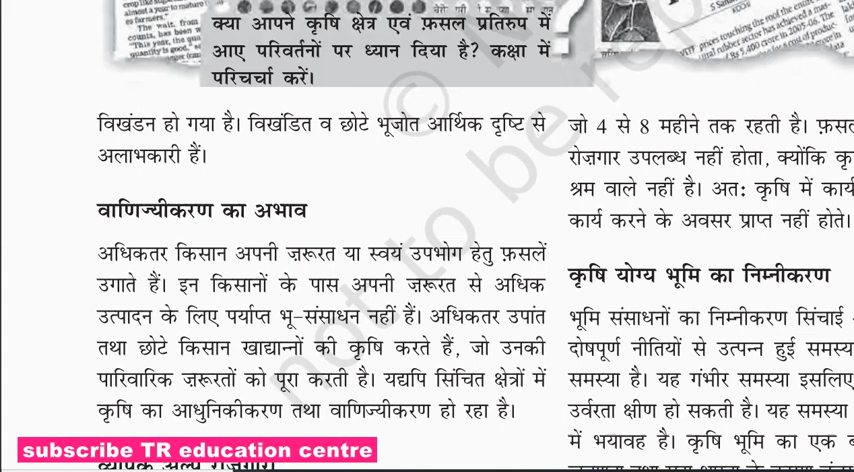 क्या आपने कृषि क्षेत्र एवं फ़सल प्रतिरुप में
आए परिवर्तनों पर ध्यान दिया है? कक्षा में
परिचर्चा करें।
विखंडन हो गया है। विखंडित व छोटे भूजोत आर्थिक दृष्टि से
अलाभकारी हैं।
वाणिज्यीकरण का अभाव
अधिकतर किसान अपनी ज़रूरत या स्वयं उपभोग हेतु फ़सलें
उगाते हैं। इन किसानों के पास अपनी ज़रूरत से अधिक
उत्पादन के लिए पर्याप्त भू-संसाधन नहीं हैं। अधिकतर उपांत
तथा छोटे किसान खाद्यान्नों की कृषि करते हैं, जो उनकी
पारिवारिक ज़रूरतों को पूरा करती है। यद्यपि सिंचित क्षेत्रों में
कृषि का आधुनिकीकरण तथा वाणिज्यीकरण हो रहा है।
जो 4 से 8 महीने तक रहती है। फ़सल
रोज़गार उपलब्ध नहीं होता, क्योंकि कृ
श्रम वाले नहीं है। अत: कृषि में कार्य
कार्य करने के अवसर प्राप्त नहीं होते।
कृषि योग्य भूमि का निम्नीकरण
भूमि संसाधनों का निम्नीकरण सिंचाई
दोषपूर्ण नीतियों से उत्पन्न हुई समस्य
समस्या है। यह गंभीर समस्या इसलिए
उर्वरता क्षीण हो सकती है। यह समस्या
में भयावह है। कृषि भूमि का एक
not to be
subscribe TR education centre